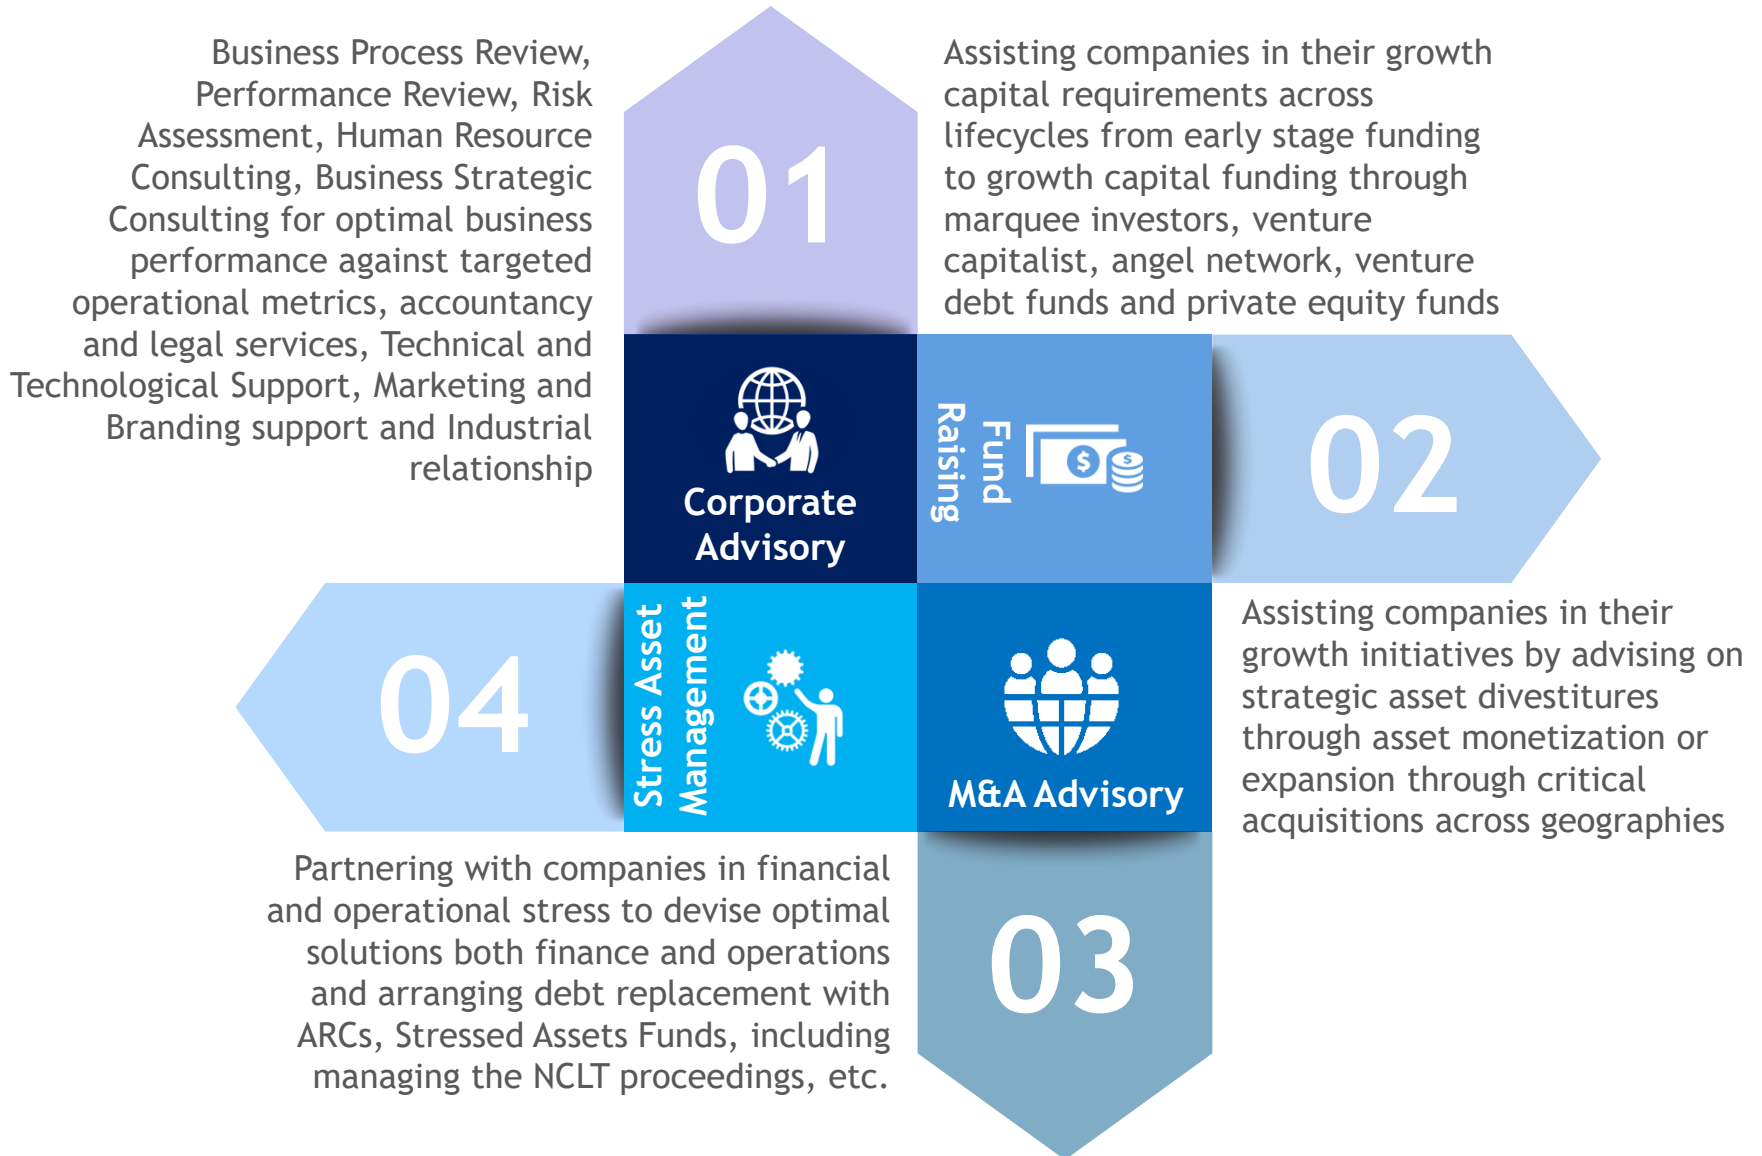 Business Process Review,
Performance Review, Risk
Assessment, Human Resource
Consulting, Business Strategic
Consulting for optimal business
performance against targeted
operational metrics, accountancy
and legal services, Technical and
Technological Support, Marketing and
Branding support and Industrial
relationship
01
Corporate
Advisory
Assisting companies in their growth
capital requirements across
lifecycles from early stage funding
to growth capital funding through
marquee investors, venture
capitalist, angel network, venture
debt funds and private equity funds
Fund
Raising
02
Assisting companies in their
growth initiatives by advising on
strategic asset divestitures
through asset monetization or
expansion through critical
acquisitions across geographies
M&A Advisory
03
04
Stress Asset
Management
Partnering with companies in financial
and operational stress to devise optimal
solutions both finance and operations
and arranging debt replacement with
ARCs, Stressed Assets Funds, including
managing the NCLT proceedings, etc.